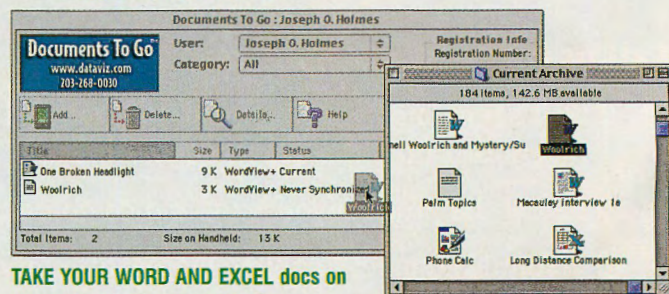 Documents To Go : Joseph O. Holmes
Documents To Go
www.dataviz.com
203-268-0030
User: Joseph O. Holmes
Category: All
Registration Info
Registration Number:
Add... Delete... Details... Help
Title Size Type Status
One Broken Headlight 9 K WordView+ Current
Woolrich 3 K WordView+ Never Synchronized
Woolrich
Total Items: 2 Size on Handheld: 13 K
Current Archive
184 items, 142.6 MB available
nell Woolrich and Mystery/Su Woolrich
Palm Topics Macauley interview 1e
Phone Calc Long Distance Comparison
TAKE YOUR WORD AND EXCEL docs on